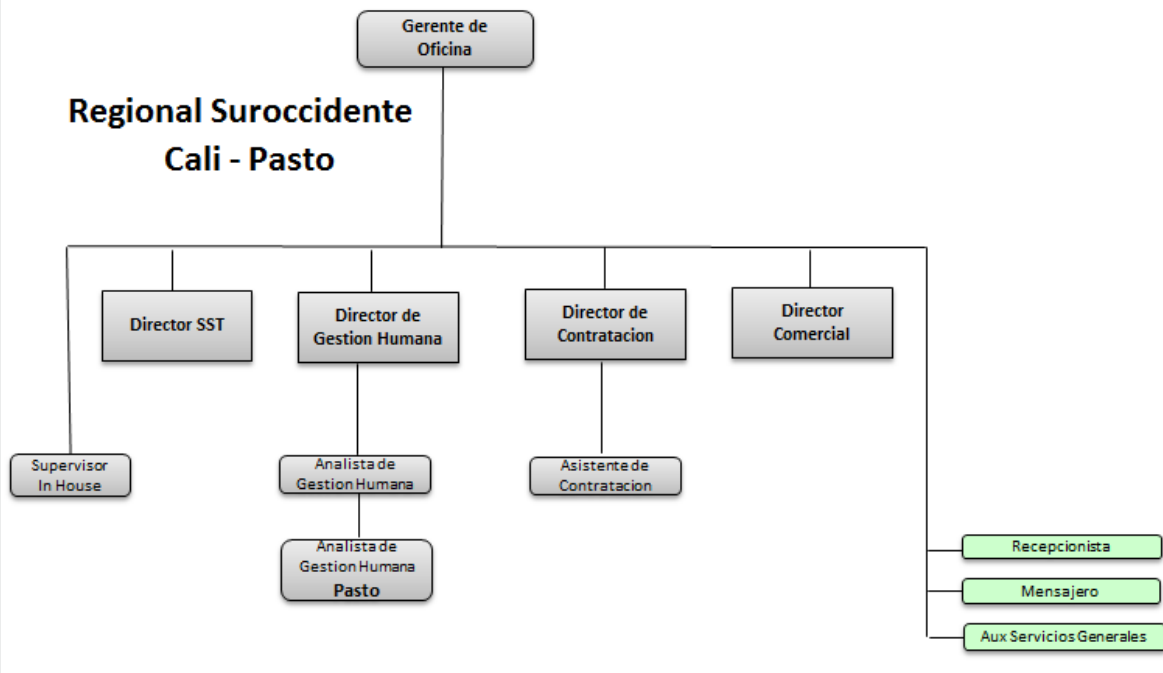 Gerente de
Oficina
Regional Suroccidente
Cali - Pasto
Director SST
Director de
Gestion Humana
Director de
Contratacion
Director
Comercial
Supervisor
In House
Analista de
Gestion Humana
Asistente de
Contratacion
Analista de
Gestion Humana
Pasto
Recepcionista
Mensajero
Aux Servicios Generales